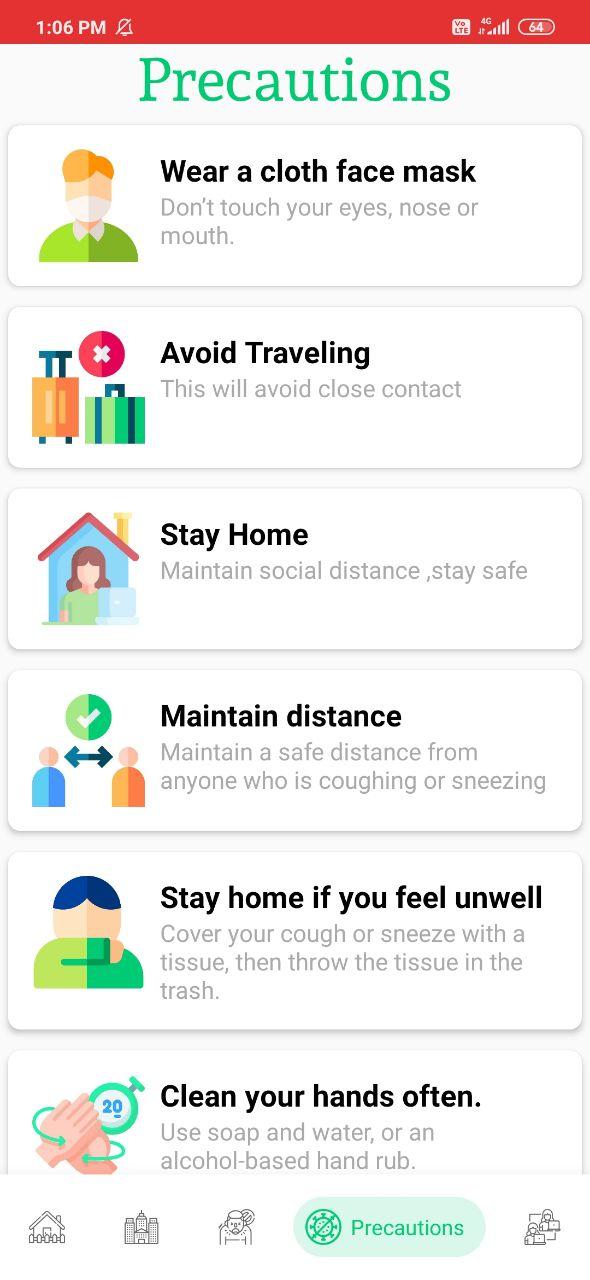 1:06 PM
Vo LTE 4G 64
Precautions
Wear a cloth face mask
Don’t touch your eyes, nose or
mouth.
Avoid Traveling
This will avoid close contact
Stay Home
Maintain social distance ,stay safe
Maintain distance
Maintain a safe distance from
anyone who is coughing or sneezing
Stay home if you feel unwell
Cover your cough or sneeze with a
tissue, then throw the tissue in the
trash.
20
Clean your hands often.
Use soap and water, or an
alcohol-based hand rub.
Precautions